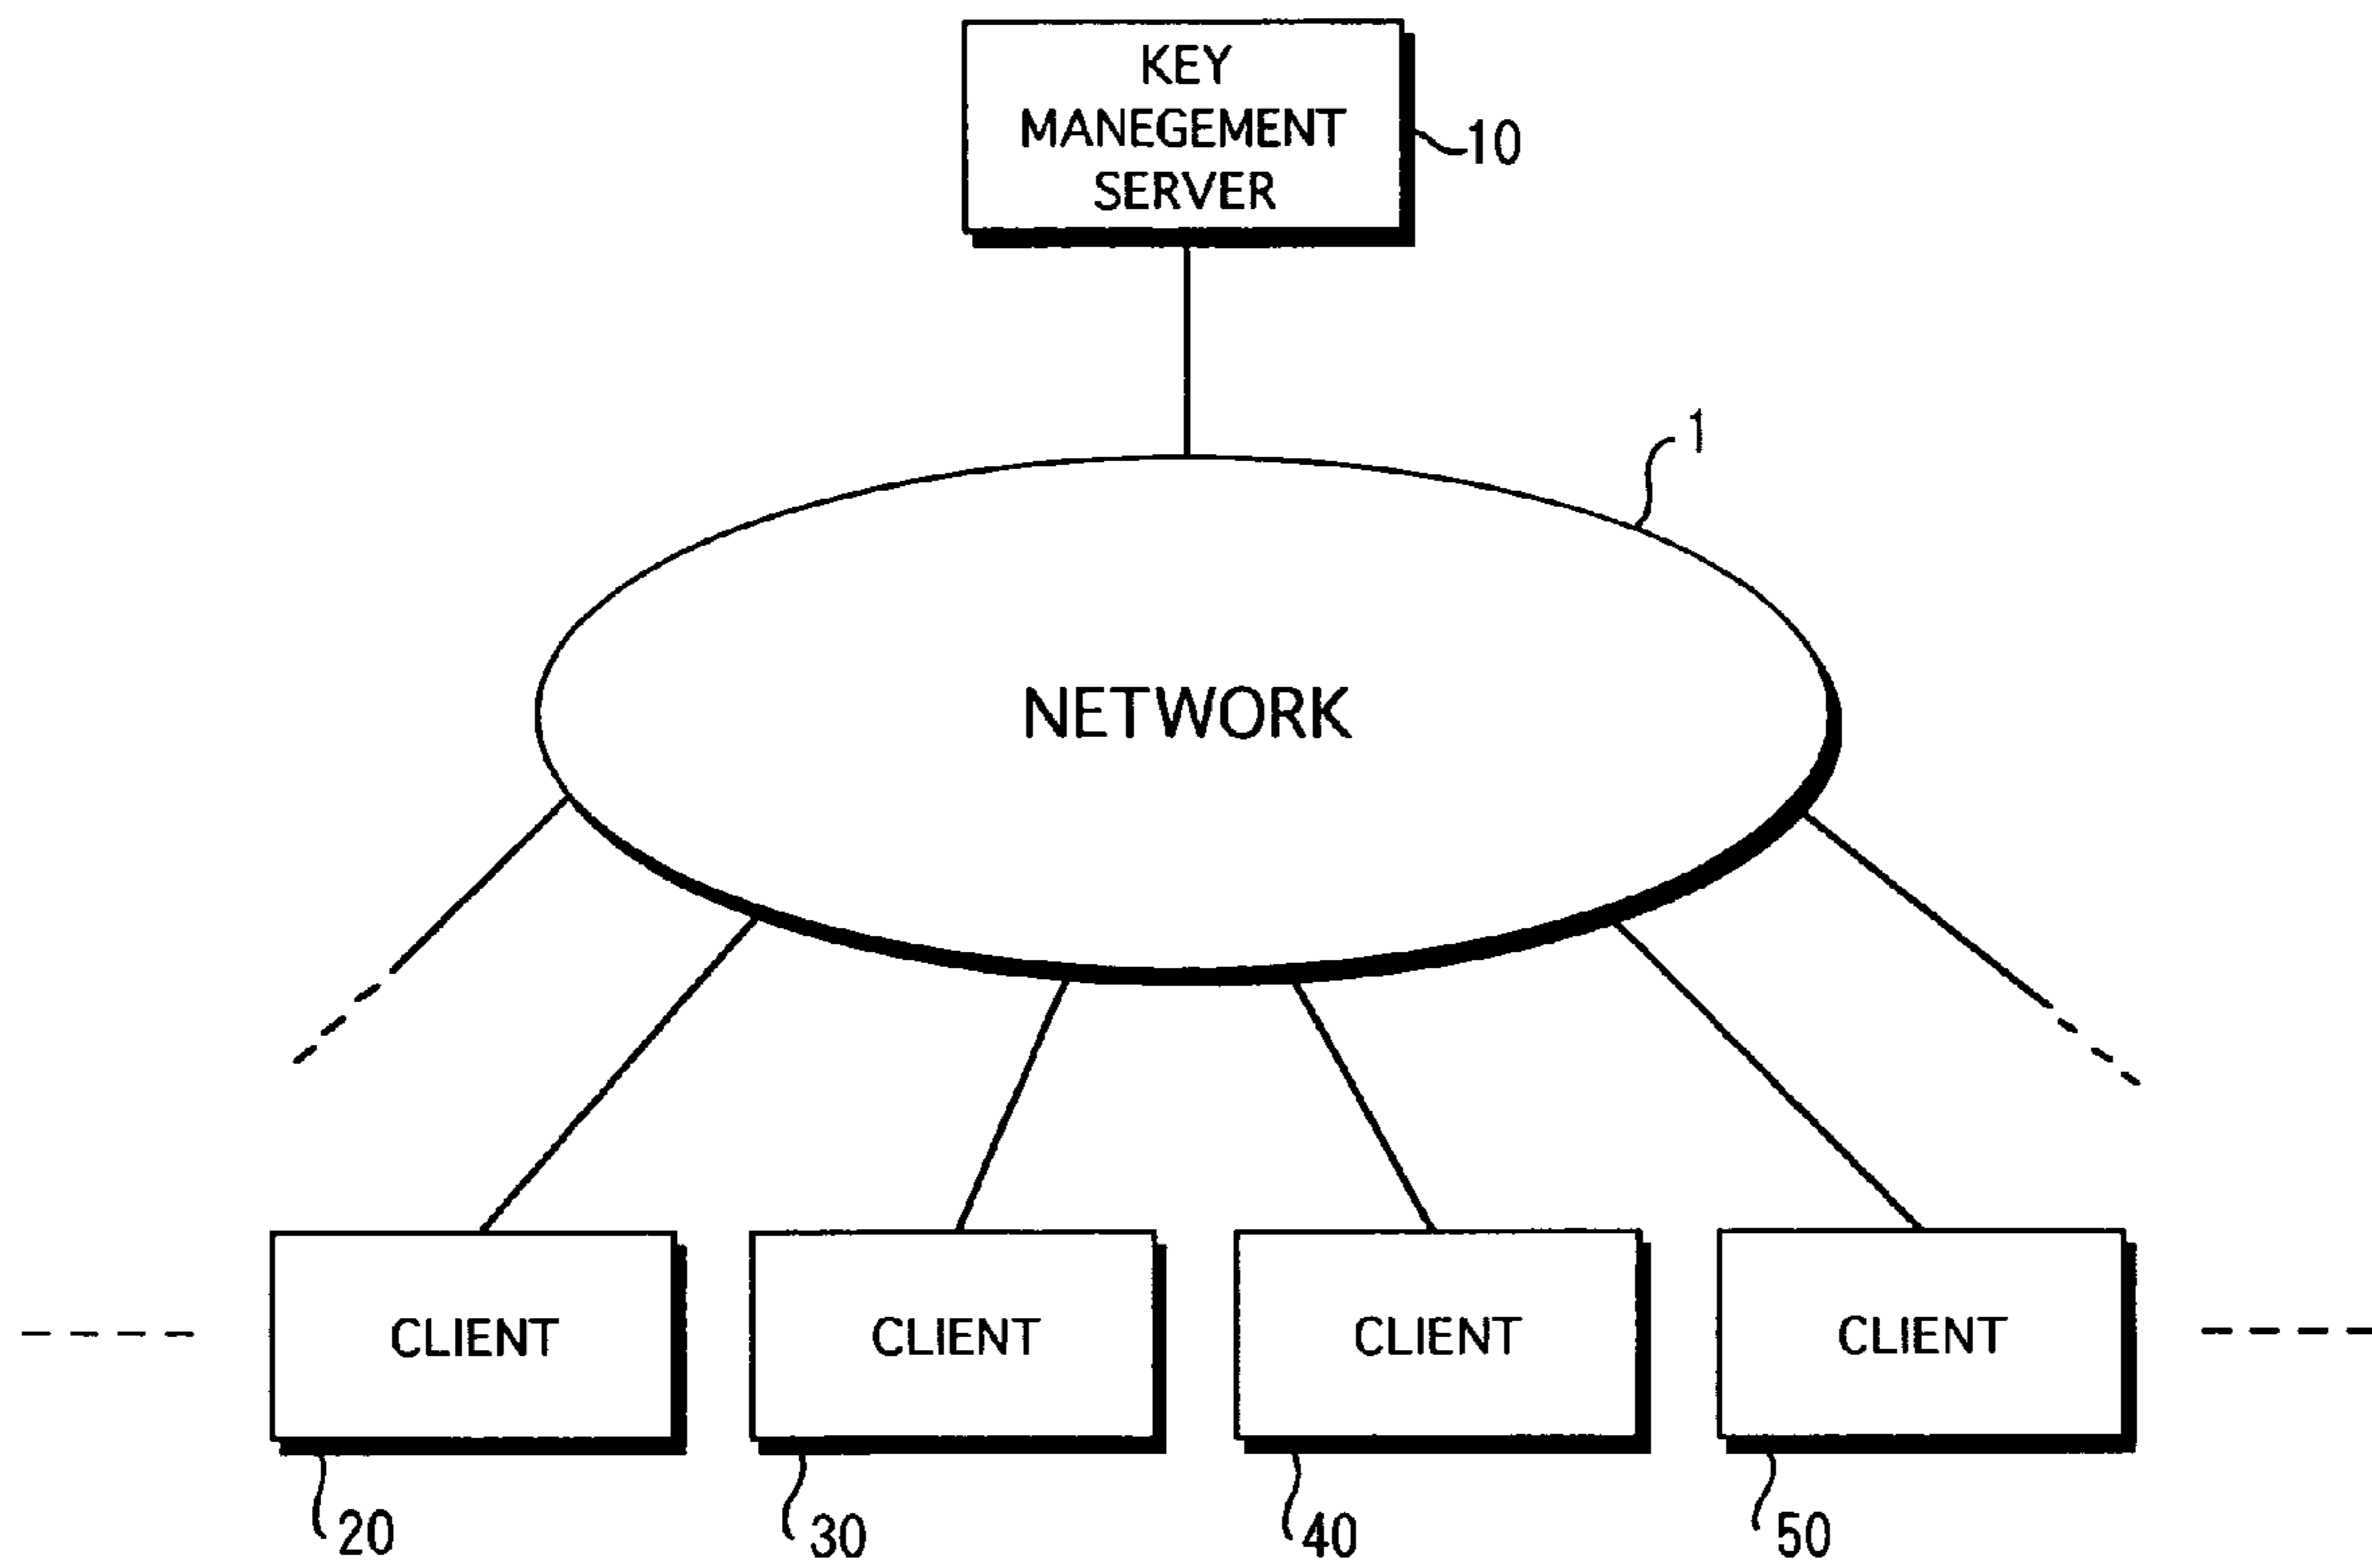 KEY
MANEGEMENT
SERVER
10
1
NETWORK
CLIENT
CLIENT
CLIENT
CLIENT
20
30
40
50